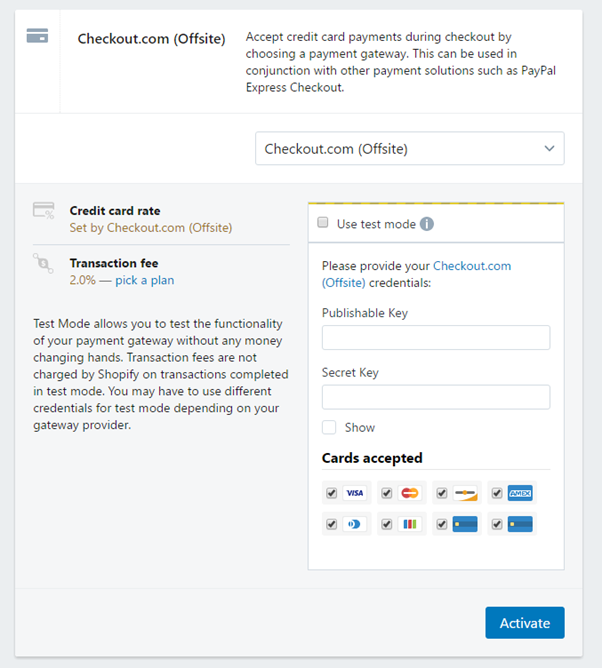 Checkout.com (Offsite)
Accept credit card payments during checkout by
choosing a payment gateway. This can be used in
conjunction with other payment solutions such as PayPal
Express Checkout.
Checkout.com (Offsite)
Credit card rate
Set by Checkout.com (Offsite)
Transaction fee
2.0% — pick a plan
Test Mode allows you to test the functionality
of your payment gateway without any money
changing hands. Transaction fees are not
charged by Shopify on transactions completed
in test mode. You may have to use different
credentials for test mode depending on your
gateway provider.
Use test mode
Please provide your Checkout.com
(Offsite) credentials:
Publishable Key
Secret Key
Show
Cards accepted
VISA
AMEX
Activate